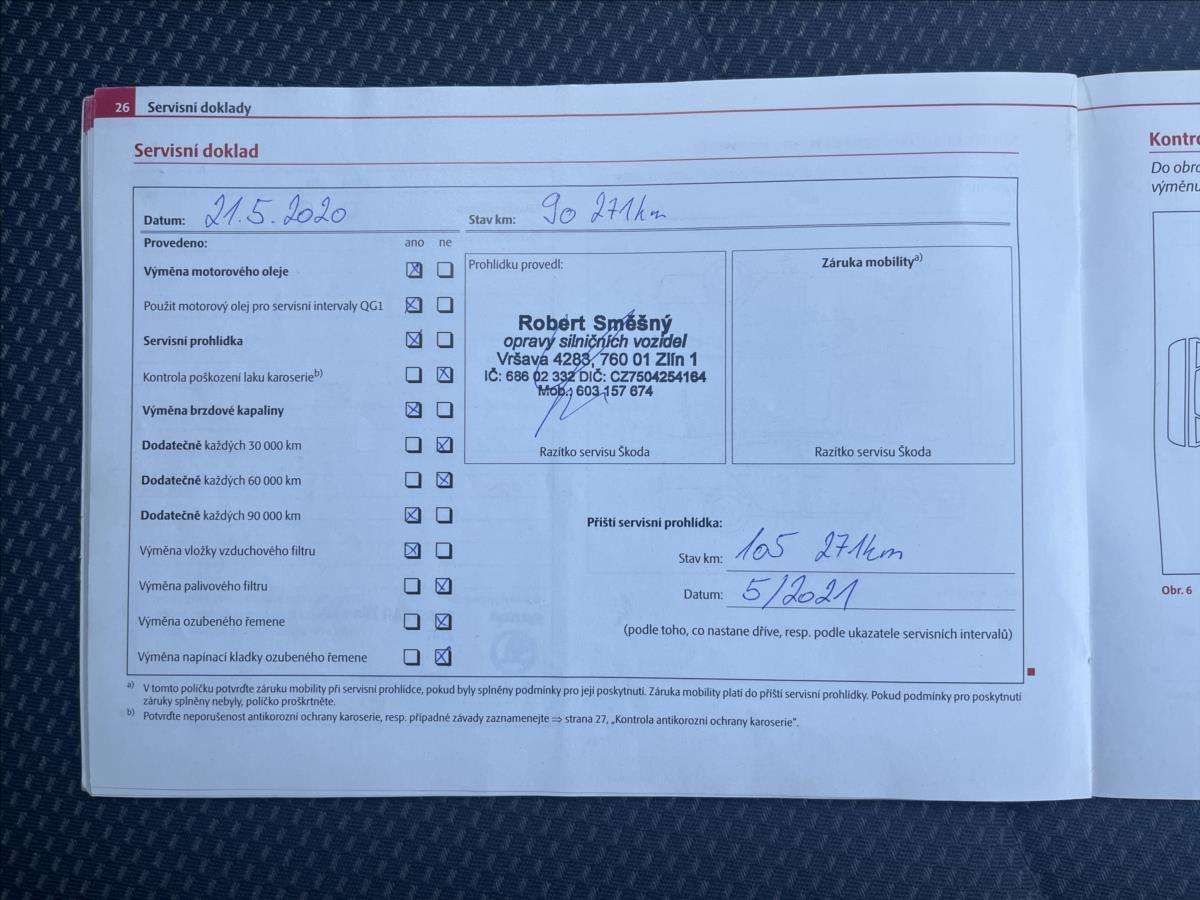 26 Servisní doklady
Servisní doklad
Datum: 21.5.2020 Stav km: 90 271km
Provedeno: ano ne
Výměna motorového oleje
Použit motorový olej pro servisní intervaly QG1
Servisní prohlídka
Kontrola poškození laku karoserie b)
Výměna brzdové kapaliny
Dodatečně každých 30 000 km
Dodatečně každých 60 000 km
Dodatečně každých 90 000 km
Výměna vložky vzduchového filtru
Výměna palivového filtru
Výměna ozubeného řemene
Výměna napínací kladky ozubeného řemene
Prohlídku provedl:
Robert Směšný
opravy silničních vozidel
Vršava 4283, 760 01 Zlín 1
IČ: 686 02 332 DIČ: CZ7504254164
Mob.: 603 157 674
Razítko servisu Škoda
Záruka mobility a)
Razítko servisu Škoda
Příští servisní prohlídka:
Stav km: 105 271km
Datum: 5/2021
(podle toho, co nastane dříve, resp. podle ukazatele servisních intervalů)
a) V tomto políčku potvrďte záruku mobility při servisní prohlídce, pokud byly splněny podmínky pro její poskytnutí. Záruka mobility platí do příští servisní prohlídky. Pokud podmínky pro poskytnutí
záruky splněny nebyly, políčko proškrtněte.
b) Potvrďte neporušenost antikorozní ochrany karoserie, resp. případné závady zaznamenejte ⇒ strana 27, „Kontrola antikorozní ochrany karoserie“.
Kontro
Do obrá
výměnu
Obr. 6